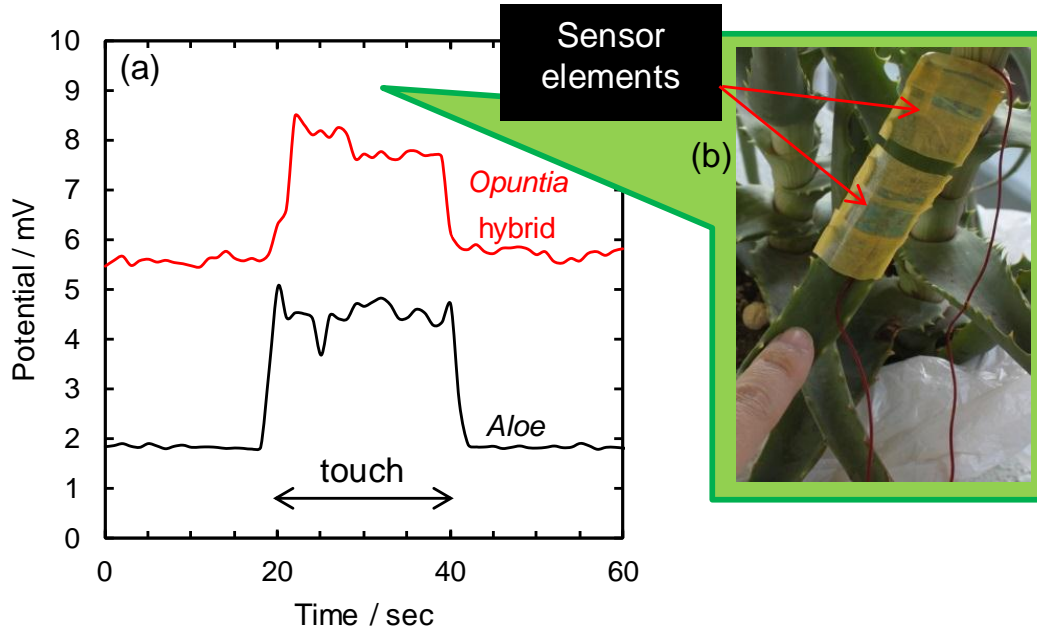 (a)
Sensor
elements
(b)
Opuntia
hybrid
Aloe
touch
10
9
8
7
6
5
4
3
2
1
0
Potential / mV
0 20 40 60
Time / sec